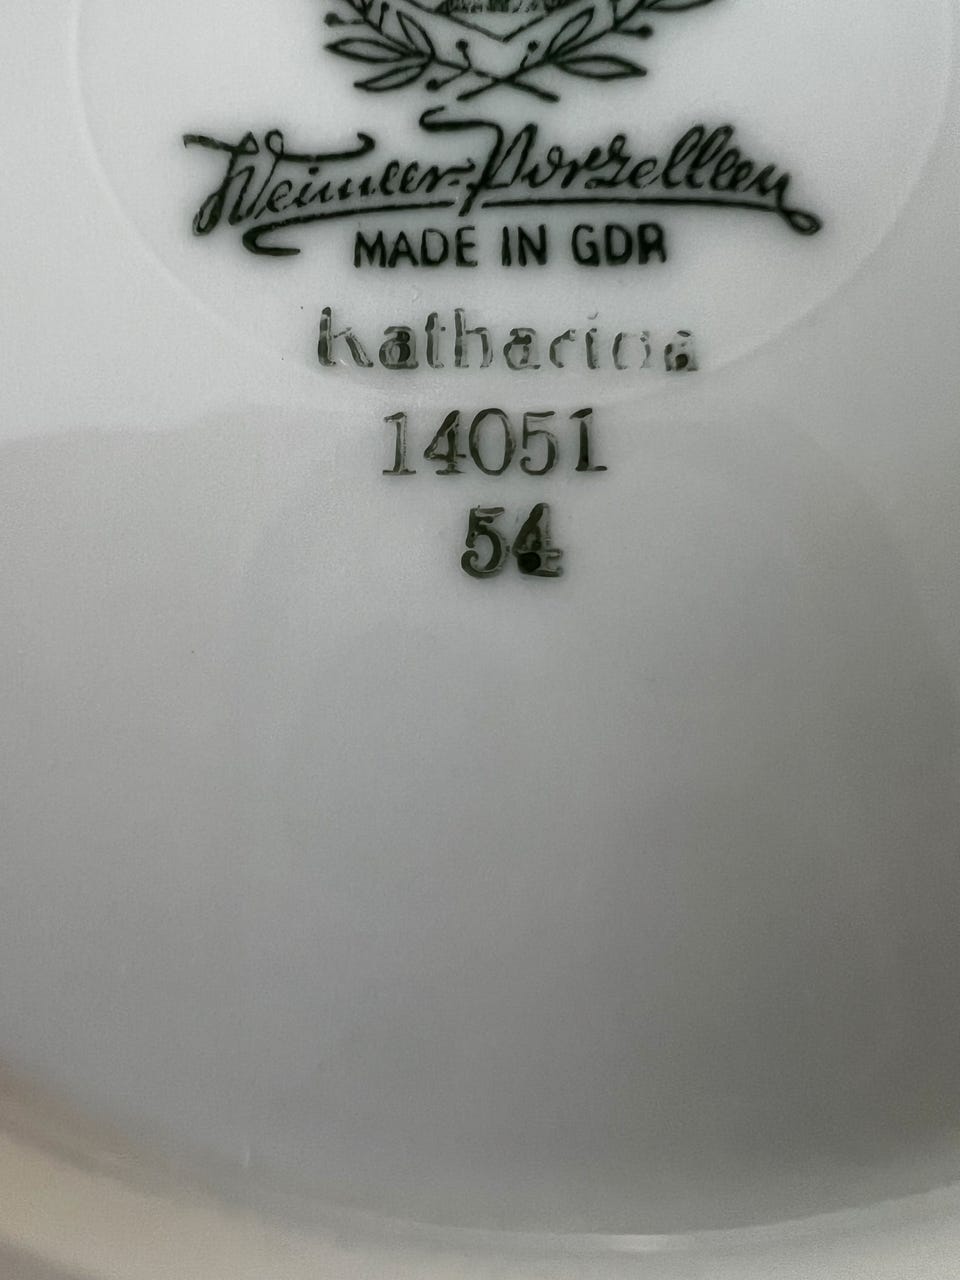 Weimar-Porzellan
MADE IN GDR
Katharina
14051
54